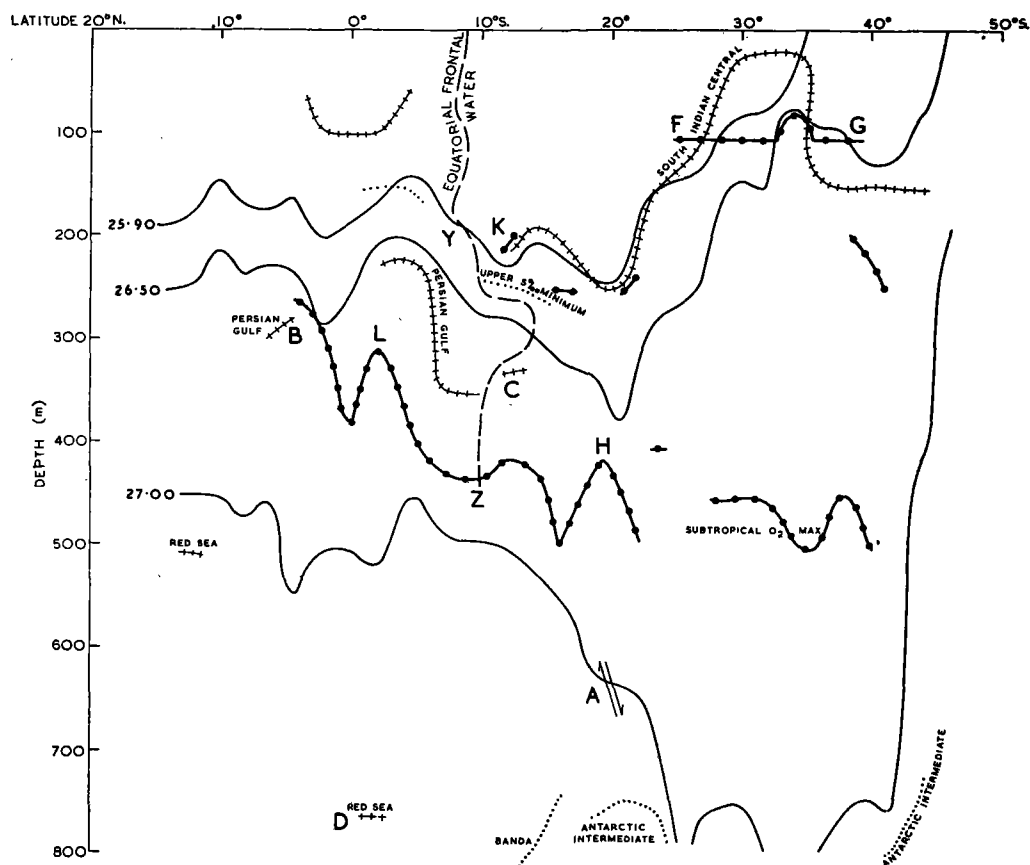 LATITUDE 20°N. 10° 0° 10°S. 20° 30° 40° 50°S.
EQUATORIAL FRONTAL
WATER
SOUTH INDIAN CENTRAL
100
F
G
200
25·90
Y
K
26·50
PERSIAN GULF
UPPER S‰ MINIMUM
PERSIAN
GULF
B
300
L
C
400
DEPTH (m)
H
Z
27·00
500
RED SEA
SUBTROPICAL O2 MAX
600
A
700
RED SEA
D
BANDA
ANTARCTIC
INTERMEDIATE
ANTARCTIC INTERMEDIATE
800